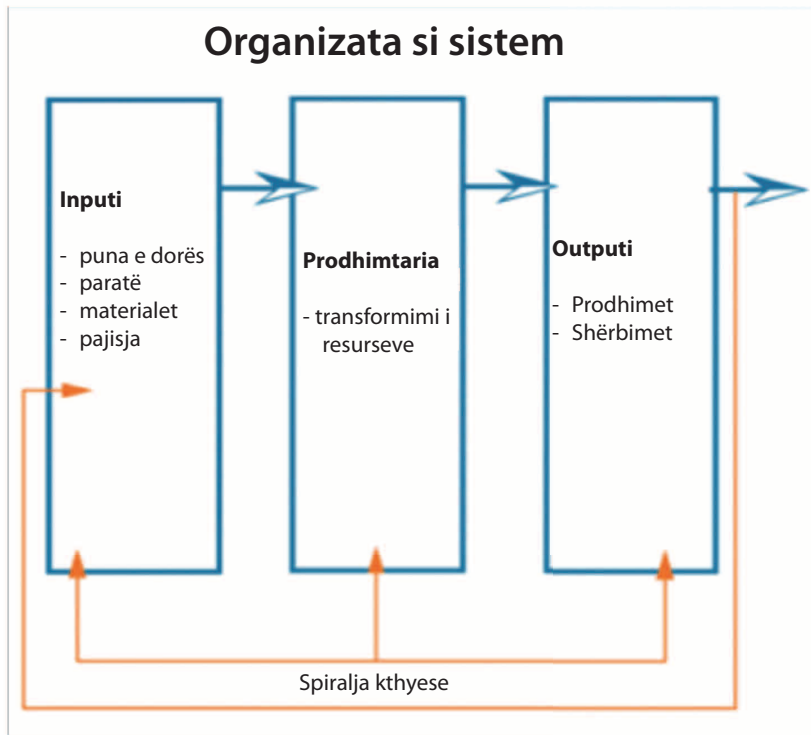 Organizata si sistem
Inputi
- puna e dorës
- paratë
- materialet
- pajisja
Prodhimtaria
- transformimi i
resurseve
Outputi
- Prodhimet
- Shërbimet
Spiralja kthyese